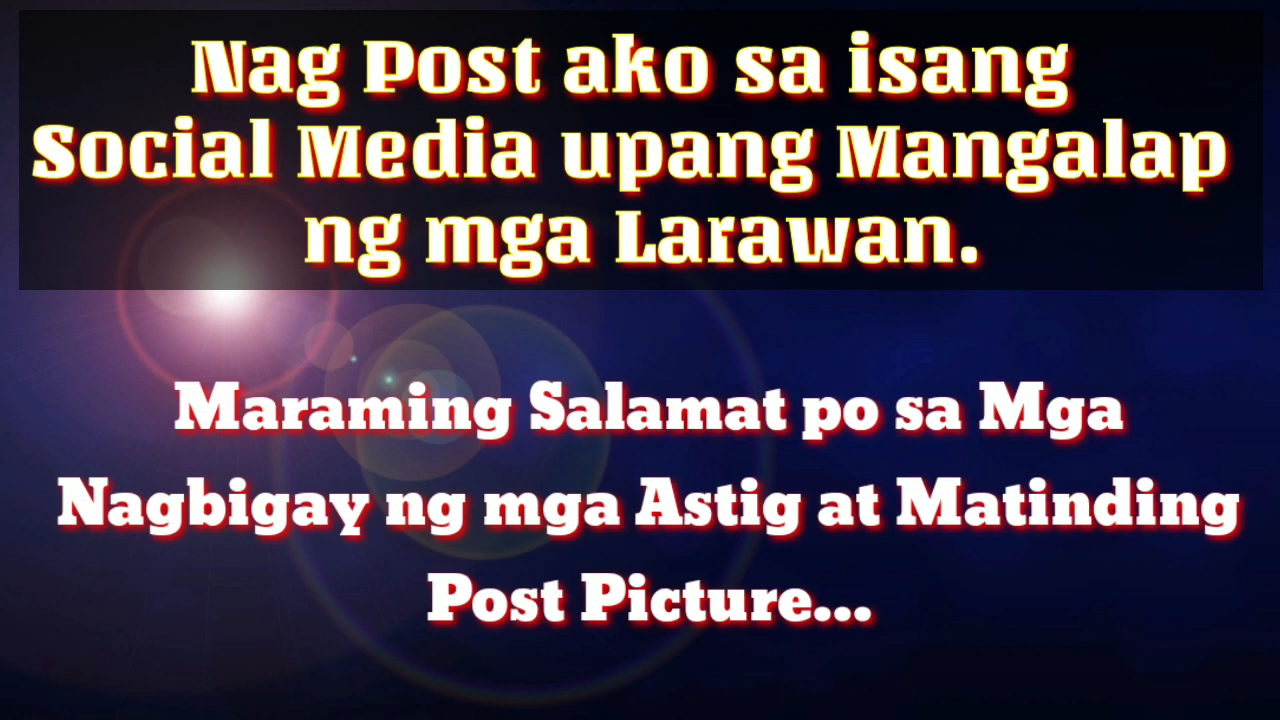 Nag Post ako sa isang
Social Media upang Mangalap
ng mga Larawan.
Maraming Salamat po sa Mga
Nagbigay ng mga Astig at Matinding
Post Picture...